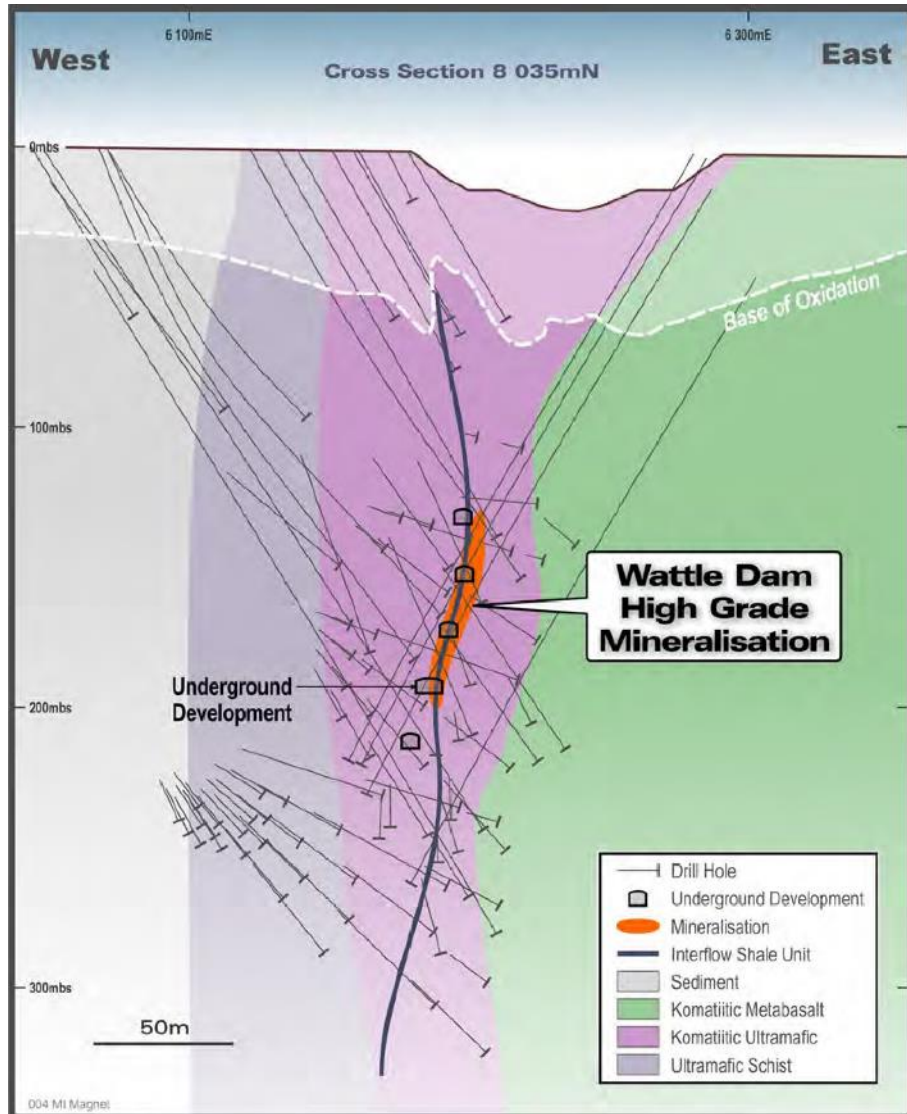 6 100mE
6 300mE
West
East
Cross Section 8 035mN
0mbs
Base of Oxidation
100mbs
Wattle Dam
High Grade
Mineralisation
Underground
Development
200mbs
Drill Hole
Underground Development
Mineralisation
Interflow Shale Unit
Sediment
Komatiitic Metabasalt
Komatiitic Ultramafic
Ultramafic Schist
300mbs
50m
004 Mt Magnet